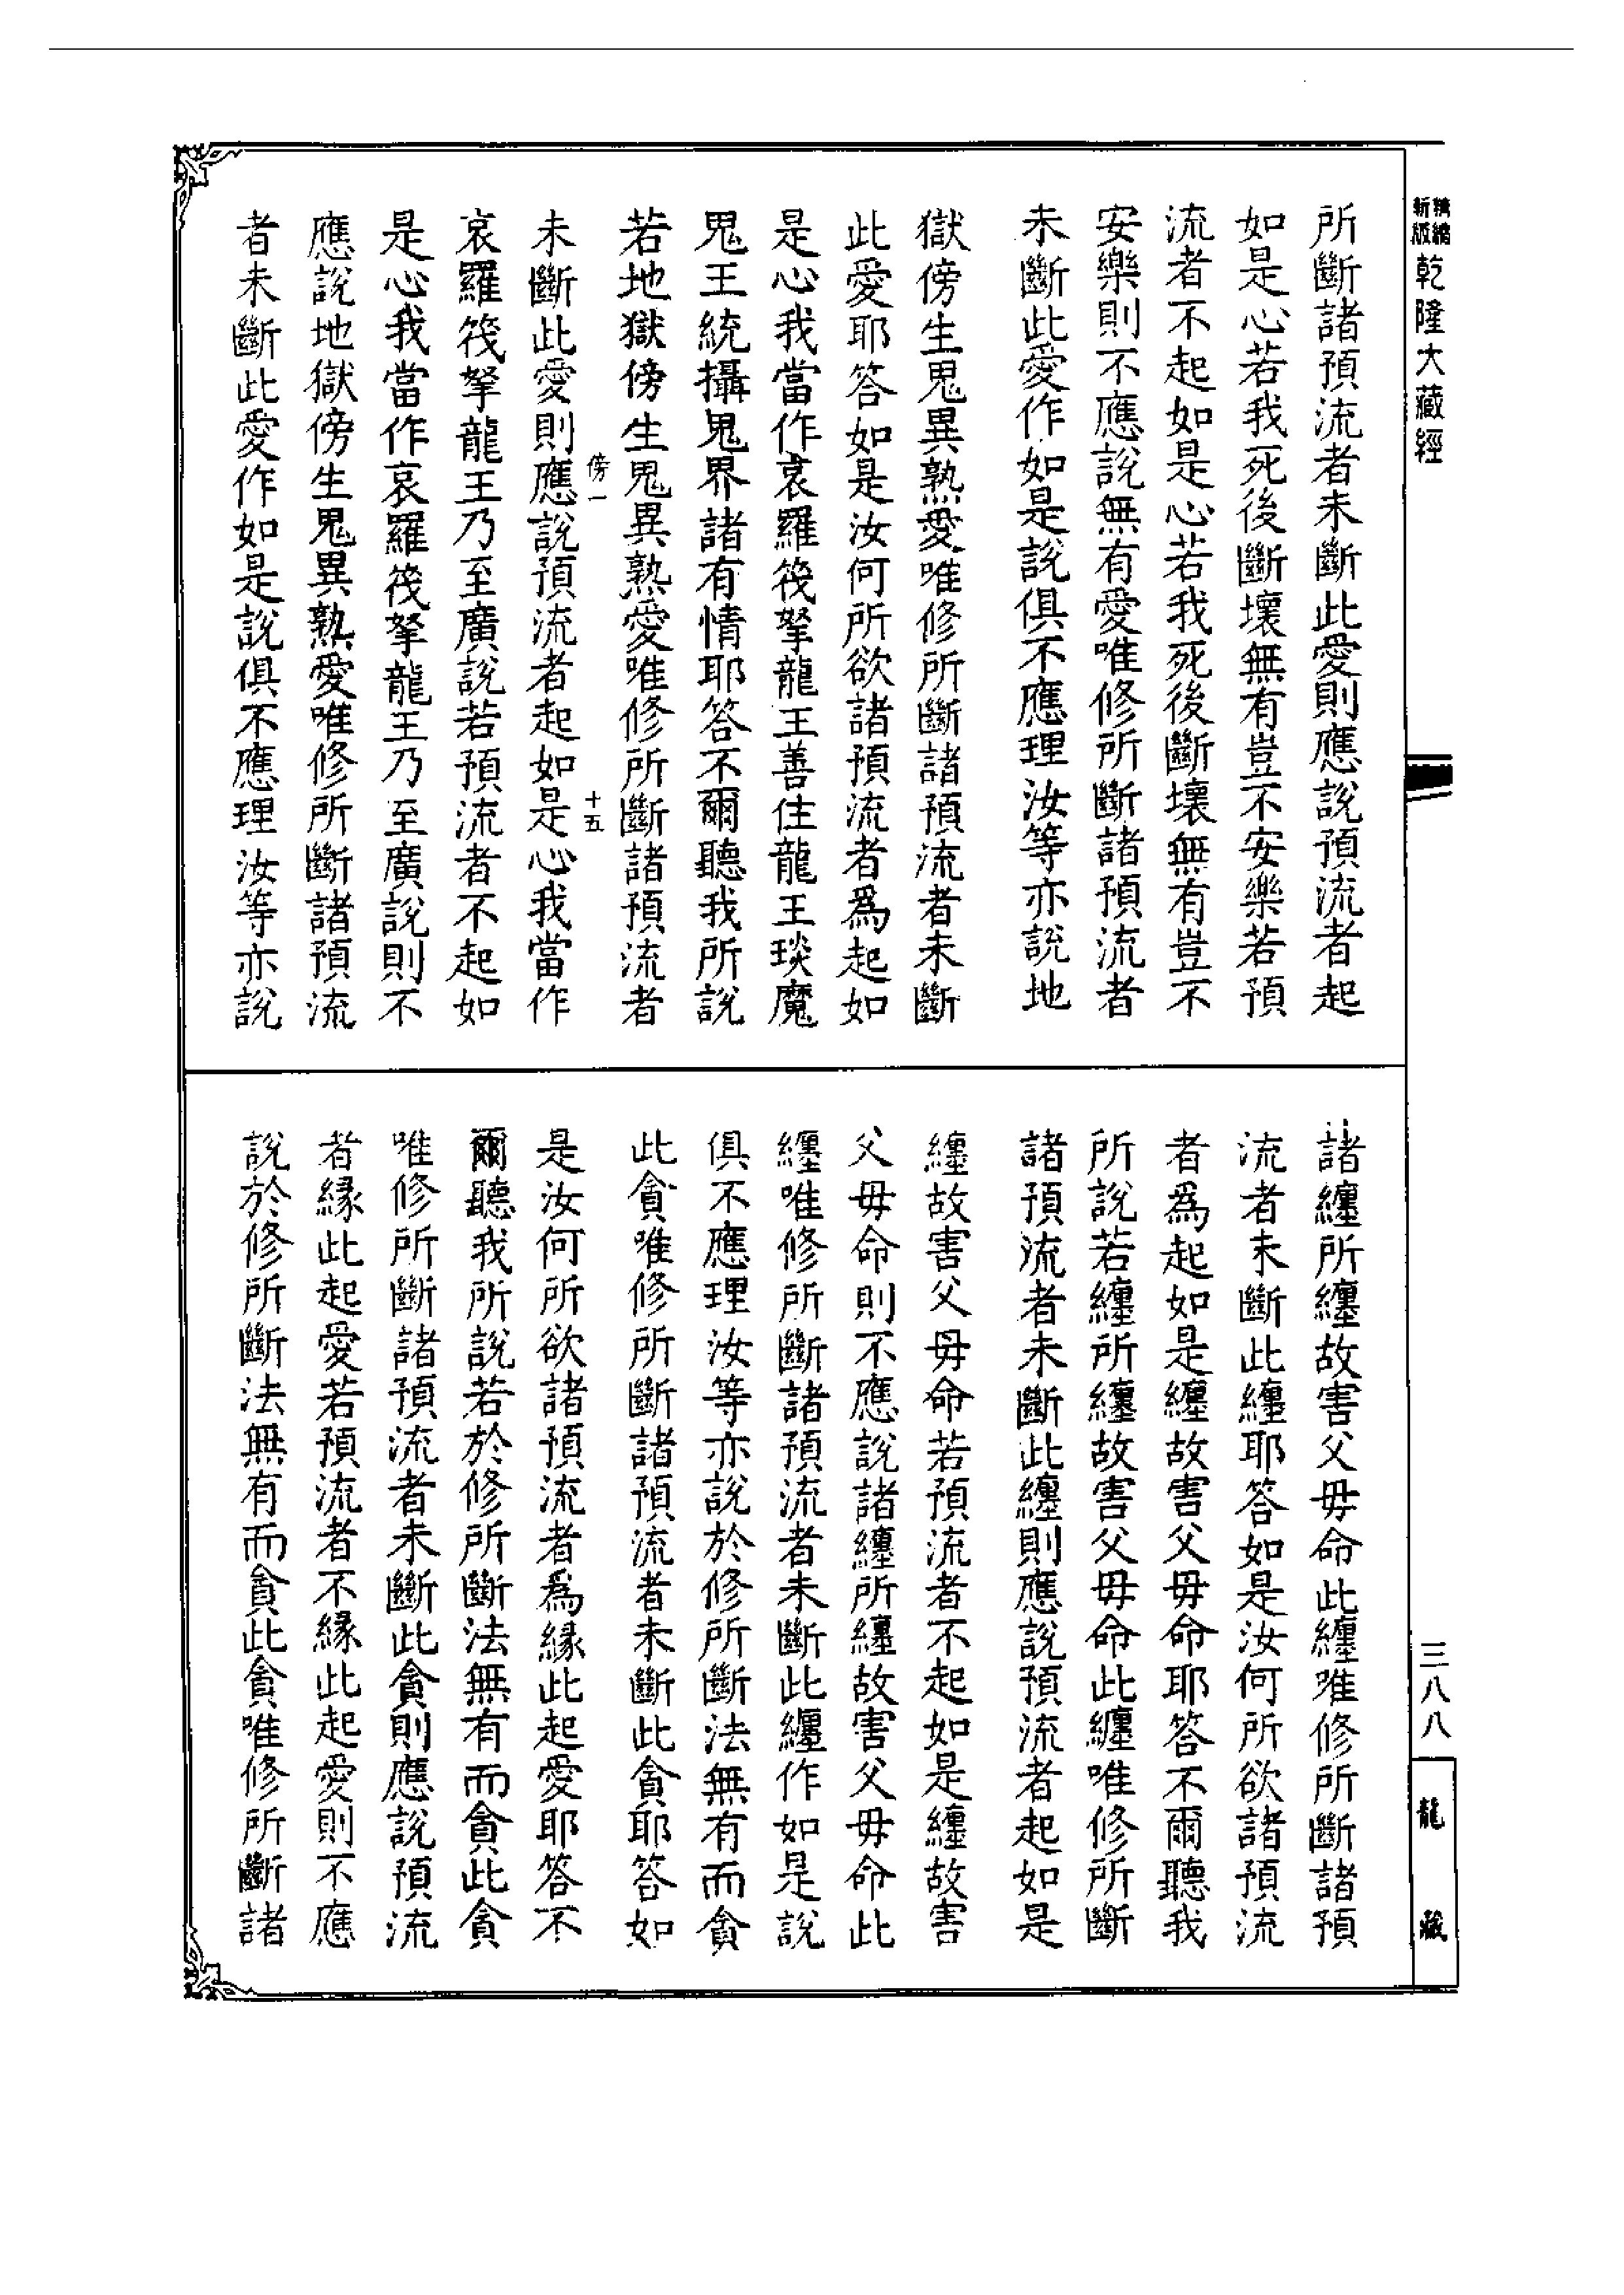 精縮新版乾隆大藏經
三八八
龍藏
所斷諸預流者未斷此愛則應說預流者起
如是心若我死後斷壞無有豈不安樂若預
流者不起如是心若我死後斷壞無有豈不
安樂則不應說無有愛唯修所斷諸預流者
未斷此愛作如是說俱不應理汝等亦說地
獄傍生鬼異熟愛唯修所斷諸預流者未斷
此愛耶答如是汝何所欲諸預流者爲起如
是心我當作哀羅筏拏龍王善住龍王琰魔
鬼王統攝鬼界諸有情耶答不爾聽我所說
若地獄傍生鬼異熟愛唯修所斷諸預流者
傍一 十五
未斷此愛則應說預流者起如是心我當作
哀羅筏拏龍王乃至廣說若預流者不起如
是心我當作哀羅筏拏龍王乃至廣說則不
應說地獄傍生鬼異熟愛唯修所斷諸預流
者未斷此愛作如是說俱不應理汝等亦說
諸纏所纏故害父母命此纏唯修所斷諸預
流者未斷此纏耶答如是汝何所欲諸預流
者爲起如是纏故害父母命耶答不爾聽我
所說若纏所纏故害父母命此纏唯修所斷
諸預流者未斷此纏則應說預流者起如是
纏故害父母命若預流者不起如是纏故害
父母命則不應說諸纏所纏故害父母命此
纏唯修所斷諸預流者未斷此纏作如是說
俱不應理汝等亦說於修所斷法無有而貪
此貪唯修所斷諸預流者未斷此貪耶答如
是汝何所欲諸預流者爲緣此起愛耶答不
爾聽我所說若於修所斷法無有而貪此貪
唯修所斷諸預流者未斷此貪則應說預流
者緣此起愛若預流者不緣此起愛則不應
說於修所斷法無有而貪此貪唯修所斷諸